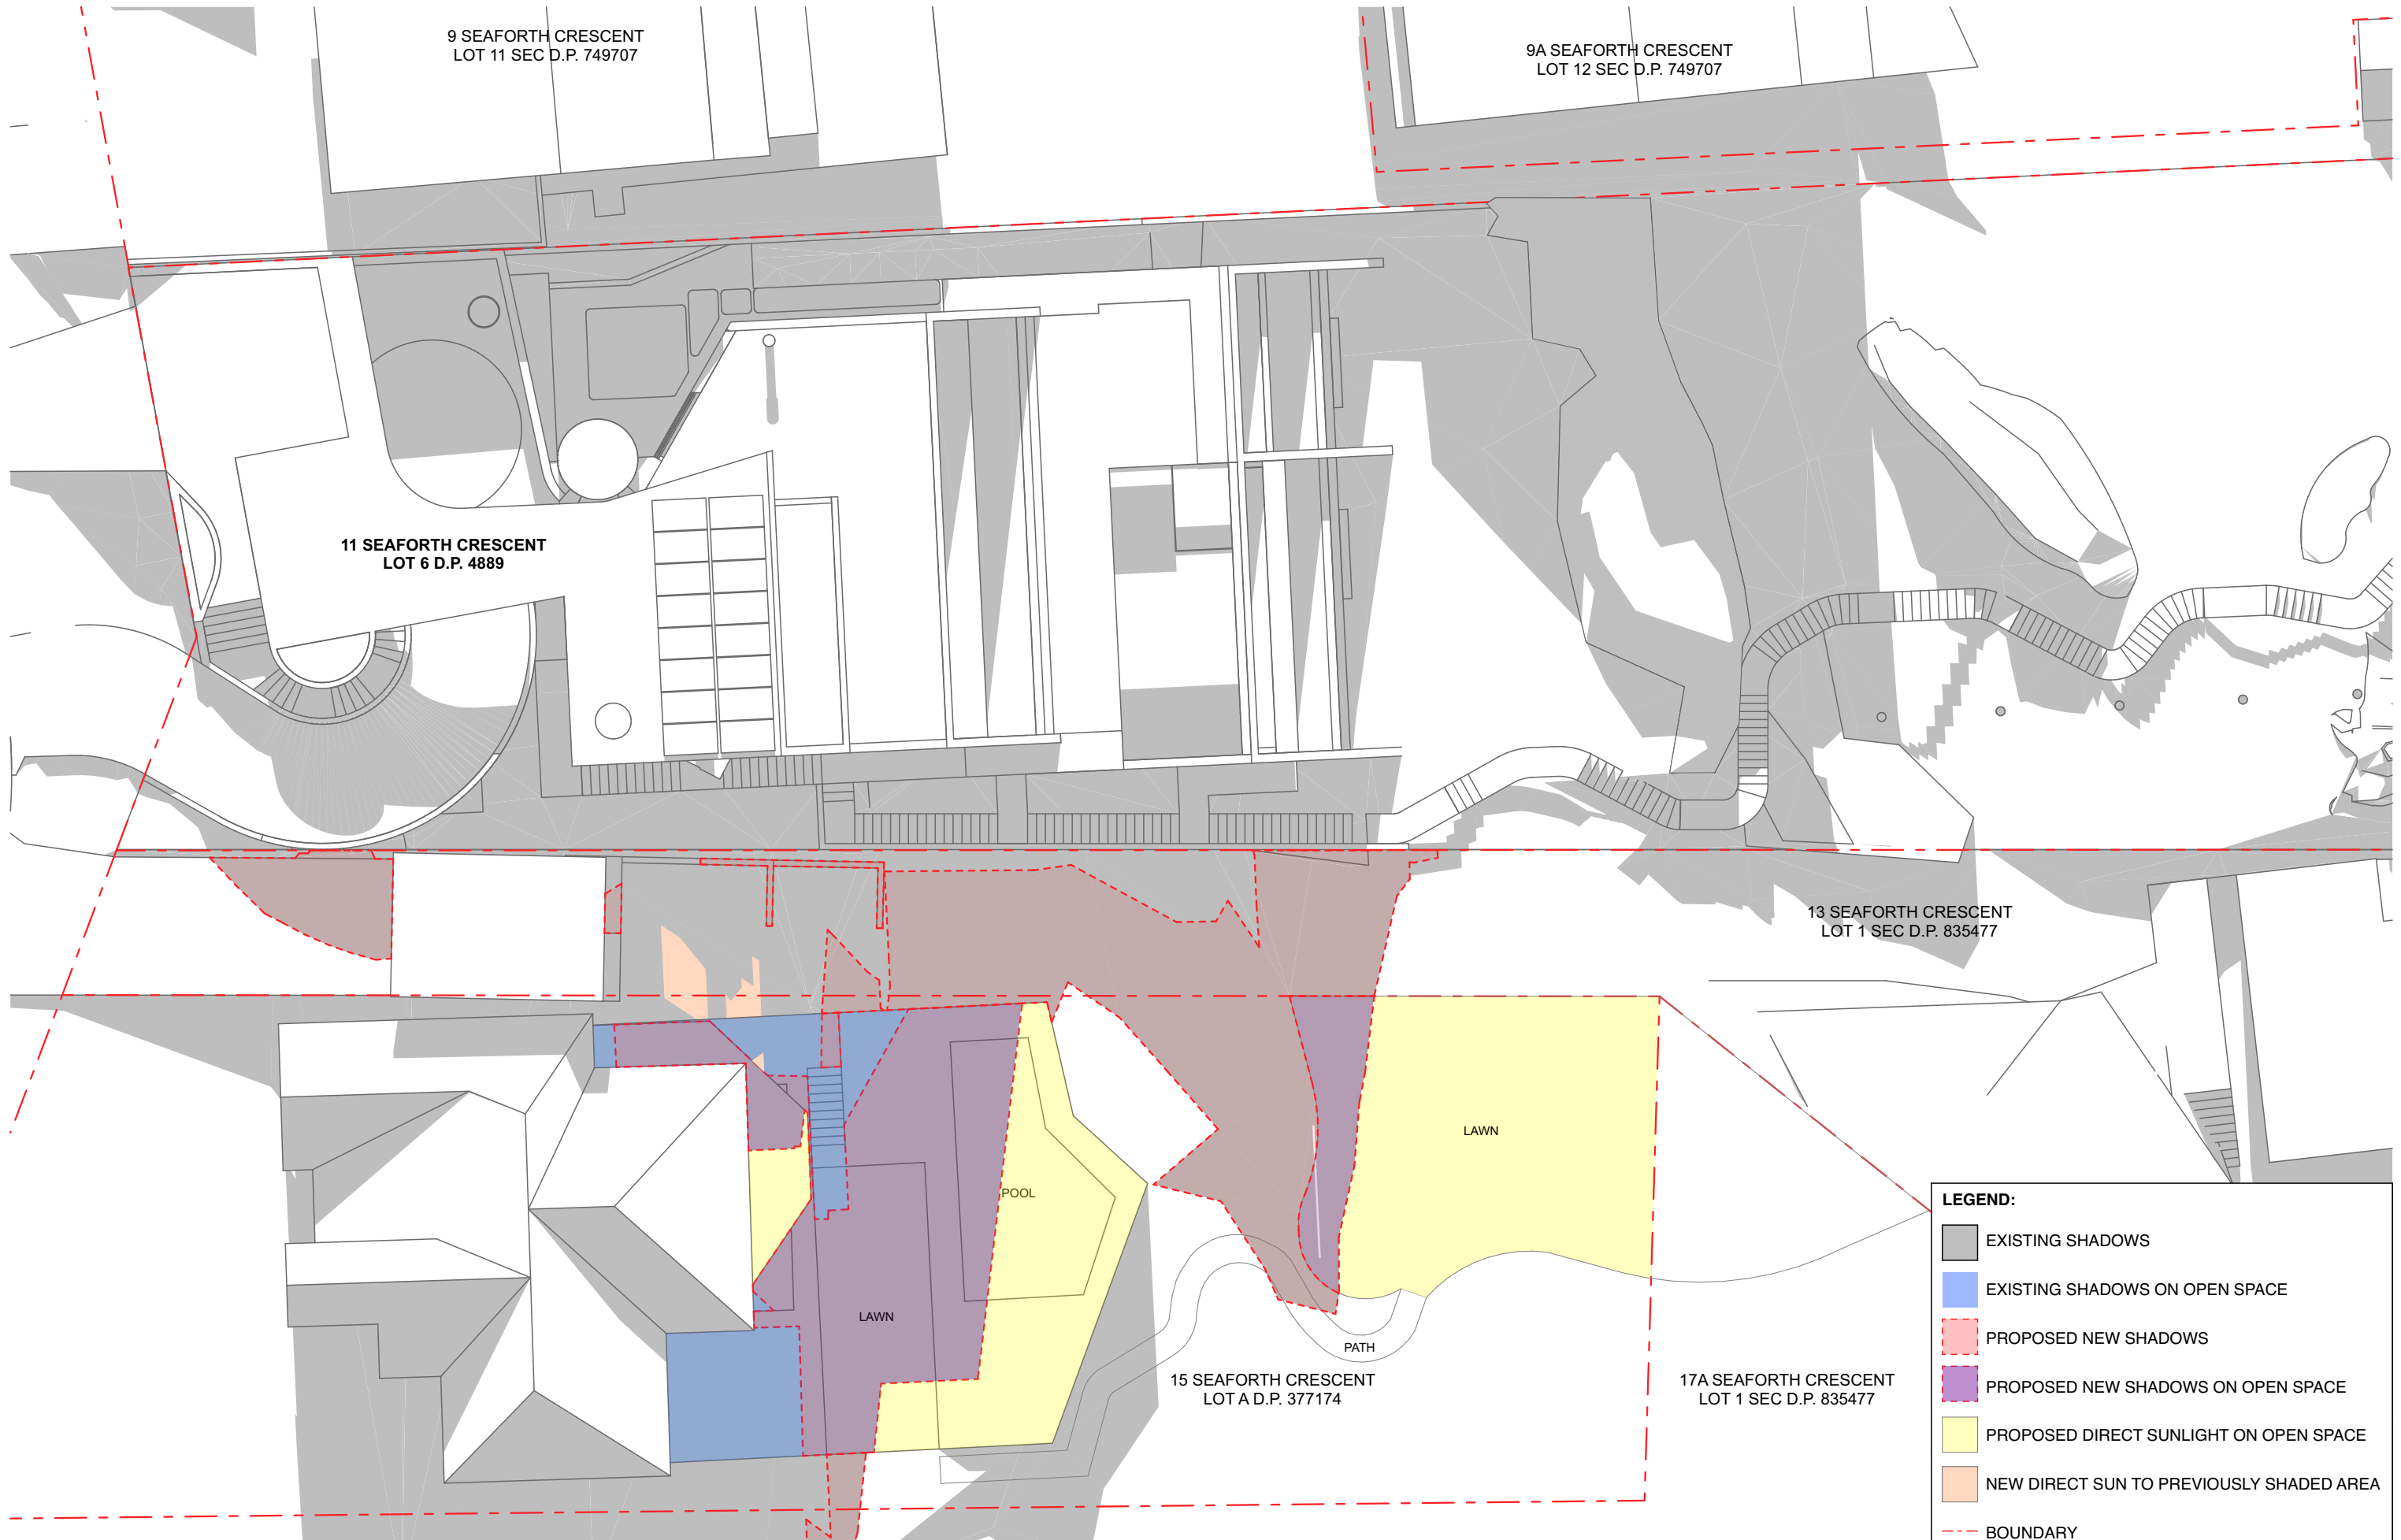 9 SEAFORTH CRESCENT
LOT 11 SEC D.P. 749707
9A SEAFORTH CRESCENT
LOT 12 SEC D.P. 749707
11 SEAFORTH CRESCENT
LOT 6 D.P. 4889
13 SEAFORTH CRESCENT
LOT 1 SEC D.P. 835477
LAWN
POOL
LAWN
PATH
15 SEAFORTH CRESCENT
LOT A D.P. 377174
17A SEAFORTH CRESCENT
LOT 1 SEC D.P. 835477
LEGEND:
EXISTING SHADOWS
EXISTING SHADOWS ON OPEN SPACE
PROPOSED NEW SHADOWS
PROPOSED NEW SHADOWS ON OPEN SPACE
PROPOSED DIRECT SUNLIGHT ON OPEN SPACE
NEW DIRECT SUN TO PREVIOUSLY SHADED AREA
BOUNDARY